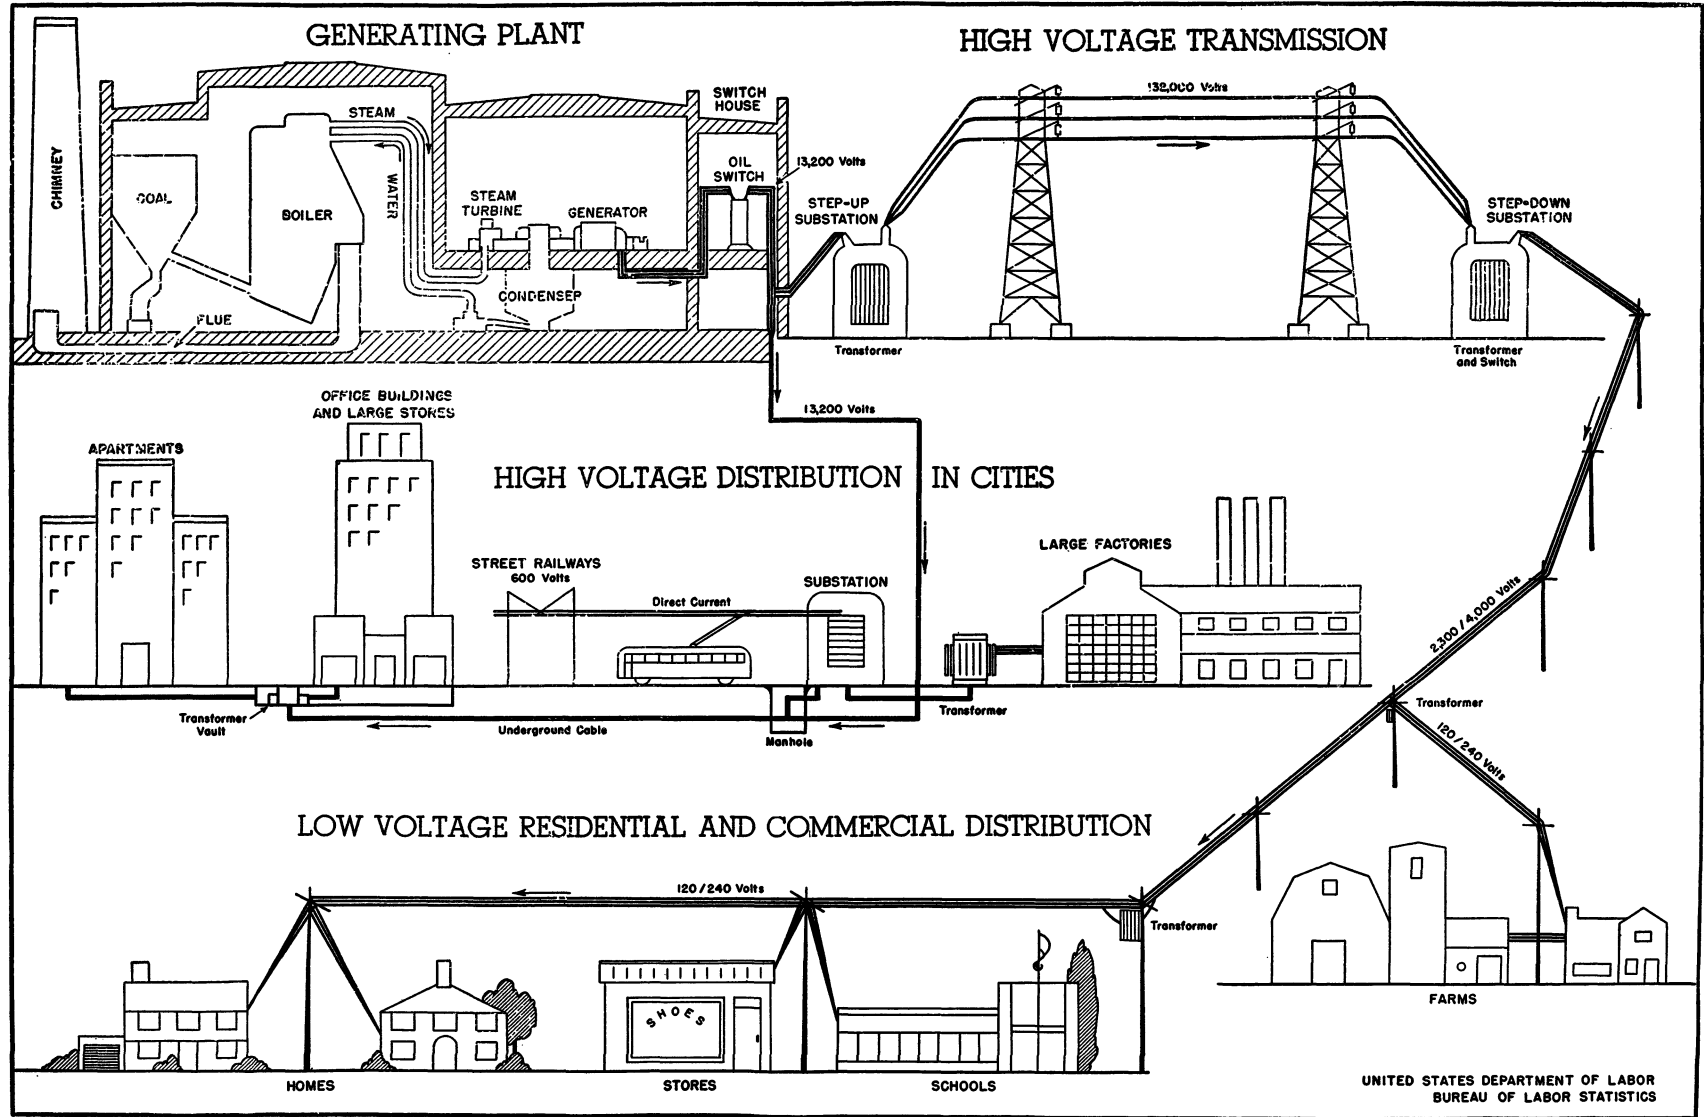 GENERATING PLANT
HIGH VOLTAGE TRANSMISSION
CHIMNEY
COAL
STEAM
WATER
BOILER
FLUE
STEAM
TURBINE
GENERATOR
CONDENSER
SWITCH
HOUSE
OIL
SWITCH
13,200 Volts
STEP-UP
SUBSTATION
Transformer
132,000 Volts
STEP-DOWN
SUBSTATION
Transformer
and Switch
13,200 Volts
HIGH VOLTAGE DISTRIBUTION IN CITIES
APARTMENTS
OFFICE BUILDINGS
AND LARGE STORES
STREET RAILWAYS
600 Volts
Direct Current
SUBSTATION
LARGE FACTORIES
Transformer
Vault
Underground Cable
Manhole
Transformer
2,300/4,000 Volts
Transformer
120/240 Volts
LOW VOLTAGE RESIDENTIAL AND COMMERCIAL DISTRIBUTION
120/240 Volts
Transformer
SHOES
HOMES
STORES
SCHOOLS
FARMS
UNITED STATES DEPARTMENT OF LABOR
BUREAU OF LABOR STATISTICS